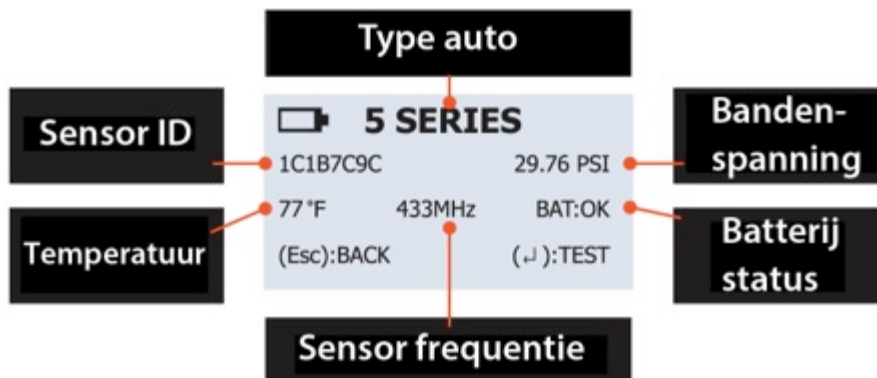 Type auto
Sensor ID
5 SERIES
Banden-
spanning
1C1B7C9C 29.76 PSI
77 °F 433MHz BAT:OK
Temperatuur
(Esc):BACK (↵):TEST
Batterij
status
Sensor frequentie